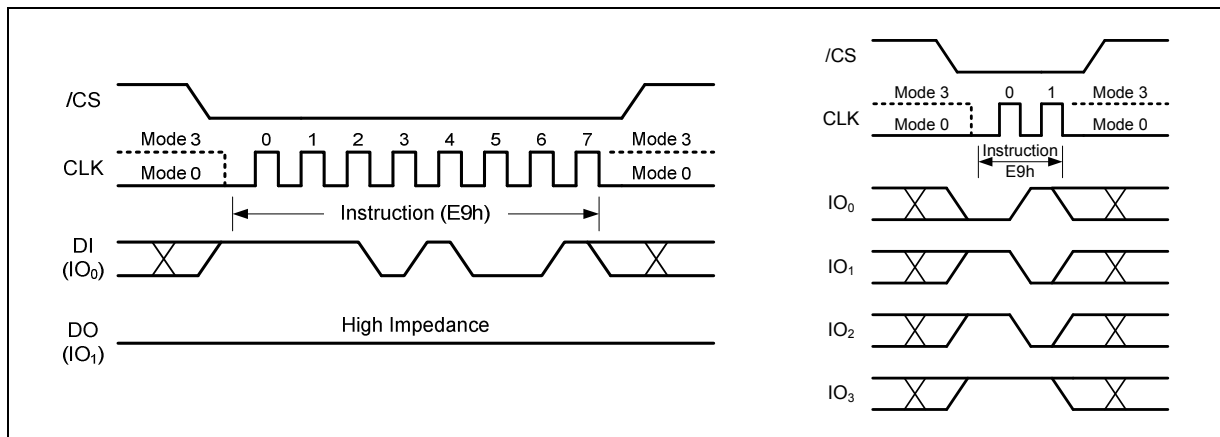 /CS
Mode 3 0 1 2 3 4 5 6 7 Mode 3
CLK
Mode 0 Mode 0
Instruction (E9h)
DI
(IO₀)
High Impedance
DO
(IO₁)
/CS
Mode 3 0 1 Mode 3
CLK
Mode 0 Mode 0
Instruction
E9h
IO₀
IO₁
IO₂
IO₃